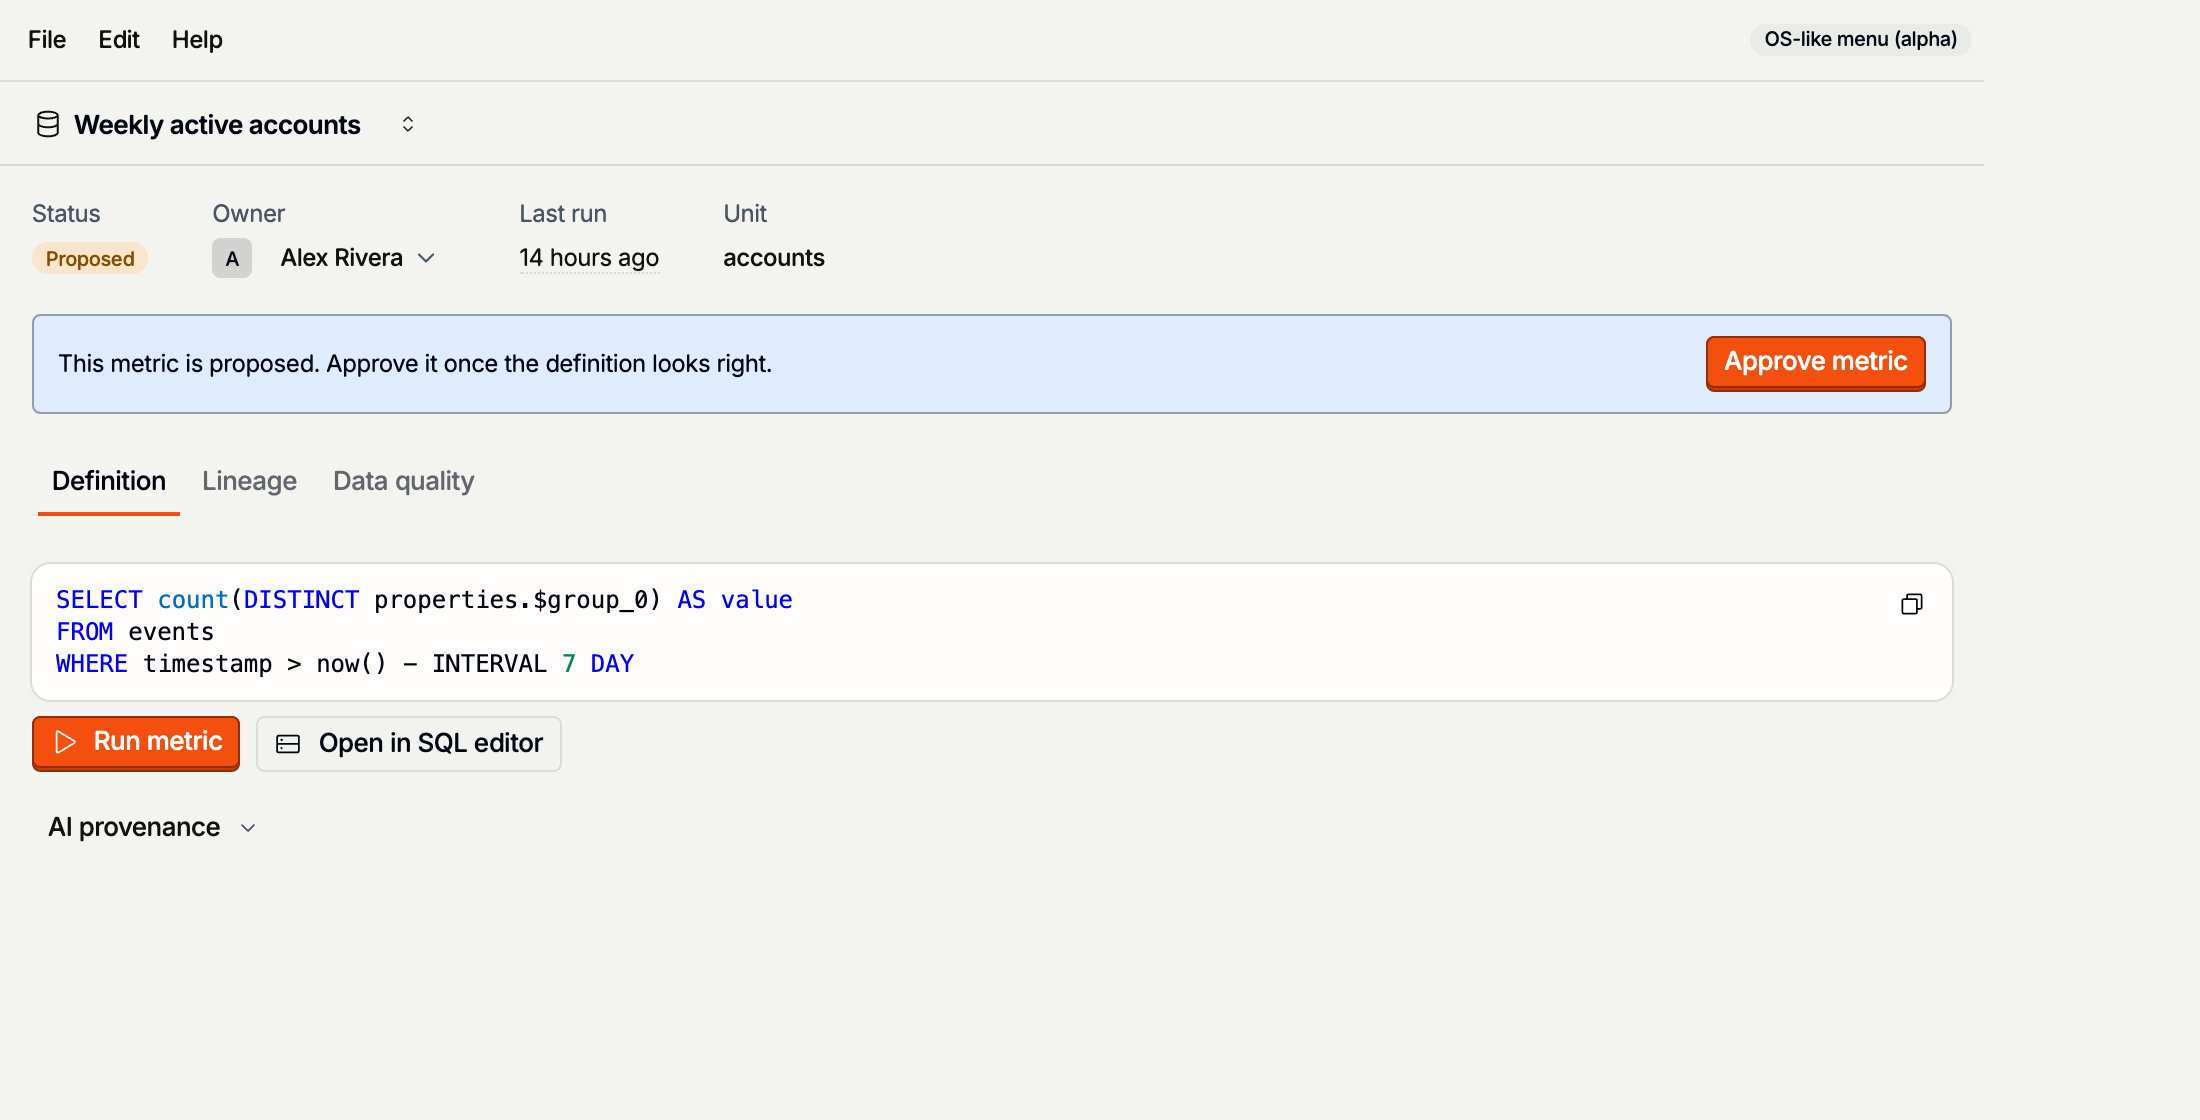 File Edit Help
OS-like menu (alpha)
Weekly active accounts
Status Owner Last run Unit
Proposed A Alex Rivera 14 hours ago accounts
This metric is proposed. Approve it once the definition looks right.
Approve metric
Definition Lineage Data quality
SELECT count(DISTINCT properties.$group_0) AS value
FROM events
WHERE timestamp > now() - INTERVAL 7 DAY
Run metric Open in SQL editor
AI provenance